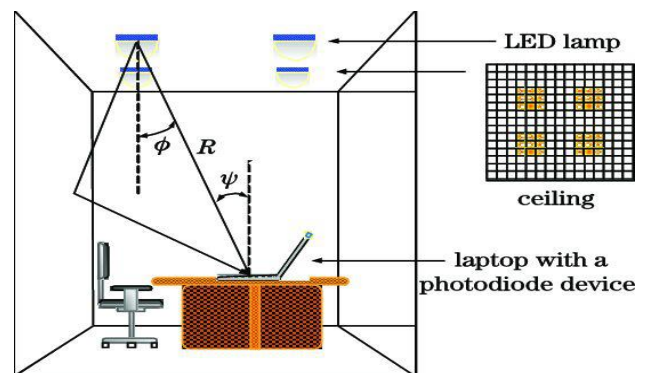 LED lamp
ϕ
R
ψ
ceiling
laptop with a
photodiode device